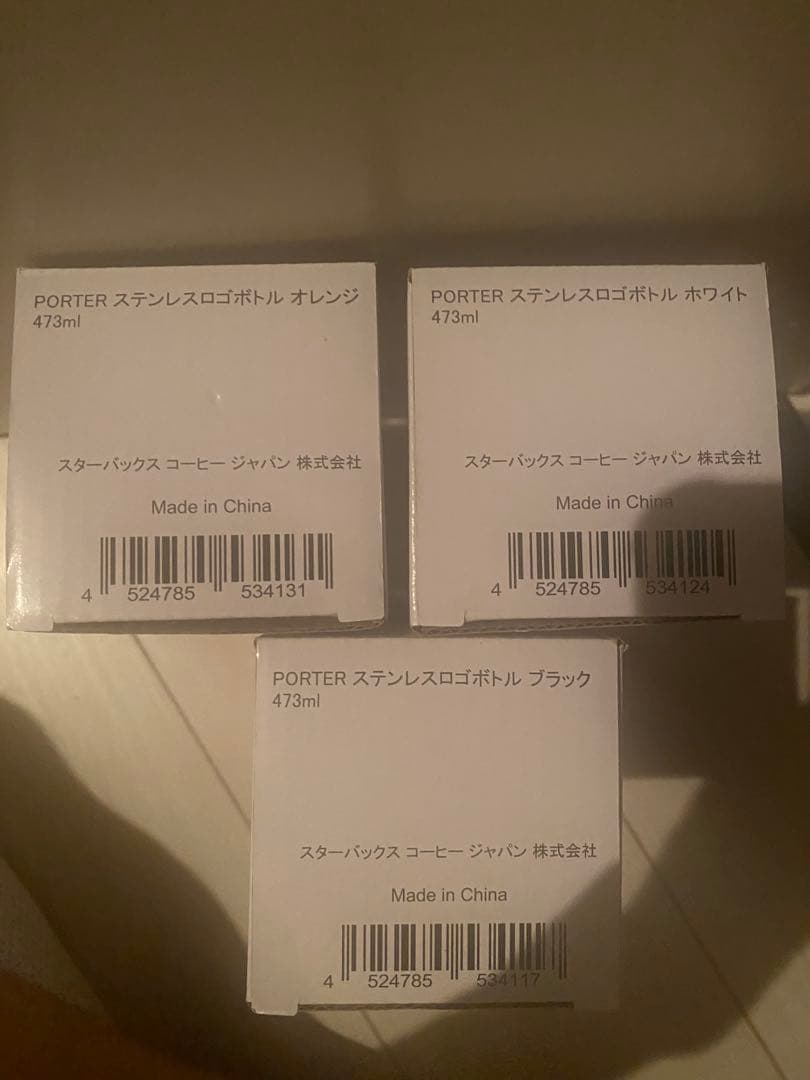 PORTER ステンレスロゴボトル オレンジ
473ml
スターバックス コーヒー ジャパン 株式会社
Made in China
4 524785 534131
PORTER ステンレスロゴボトル ホワイト
473ml
スターバックス コーヒー ジャパン 株式会社
Made in China
4 524785 534124
PORTER ステンレスロゴボトル ブラック
473ml
スターバックス コーヒー ジャパン 株式会社
Made in China
4 524785 534117